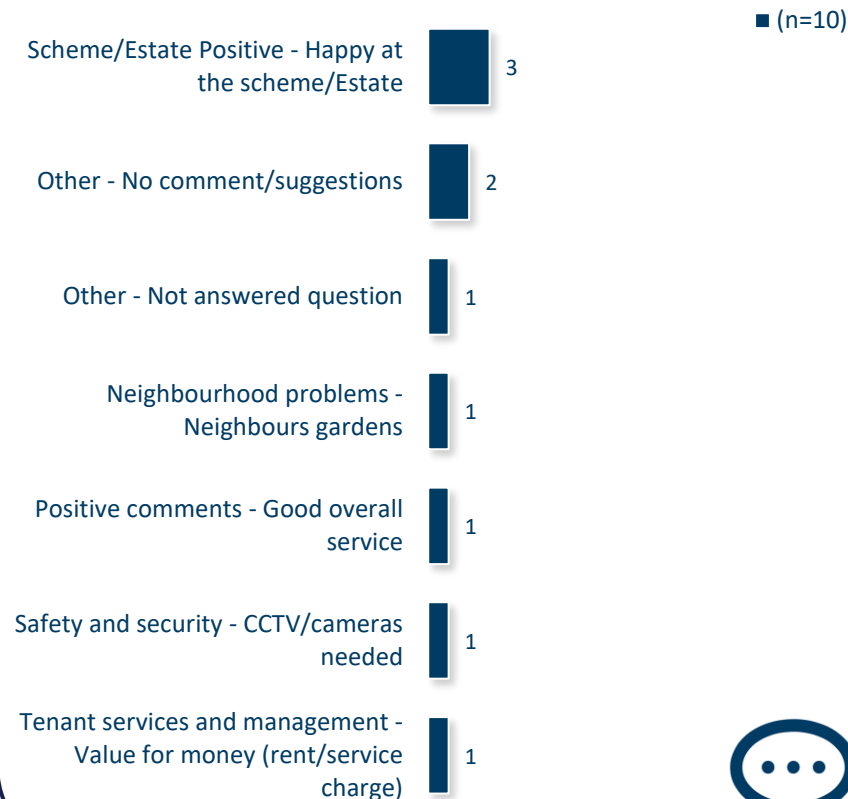 (n=10)
Scheme/Estate Positive - Happy at
the scheme/Estate
3
Other - No comment/suggestions
2
Other - Not answered question
1
Neighbourhood problems -
Neighbours gardens
1
Positive comments - Good overall
service
1
Safety and security - CCTV/cameras
needed
1
Tenant services and management -
Value for money (rent/service
charge)
1